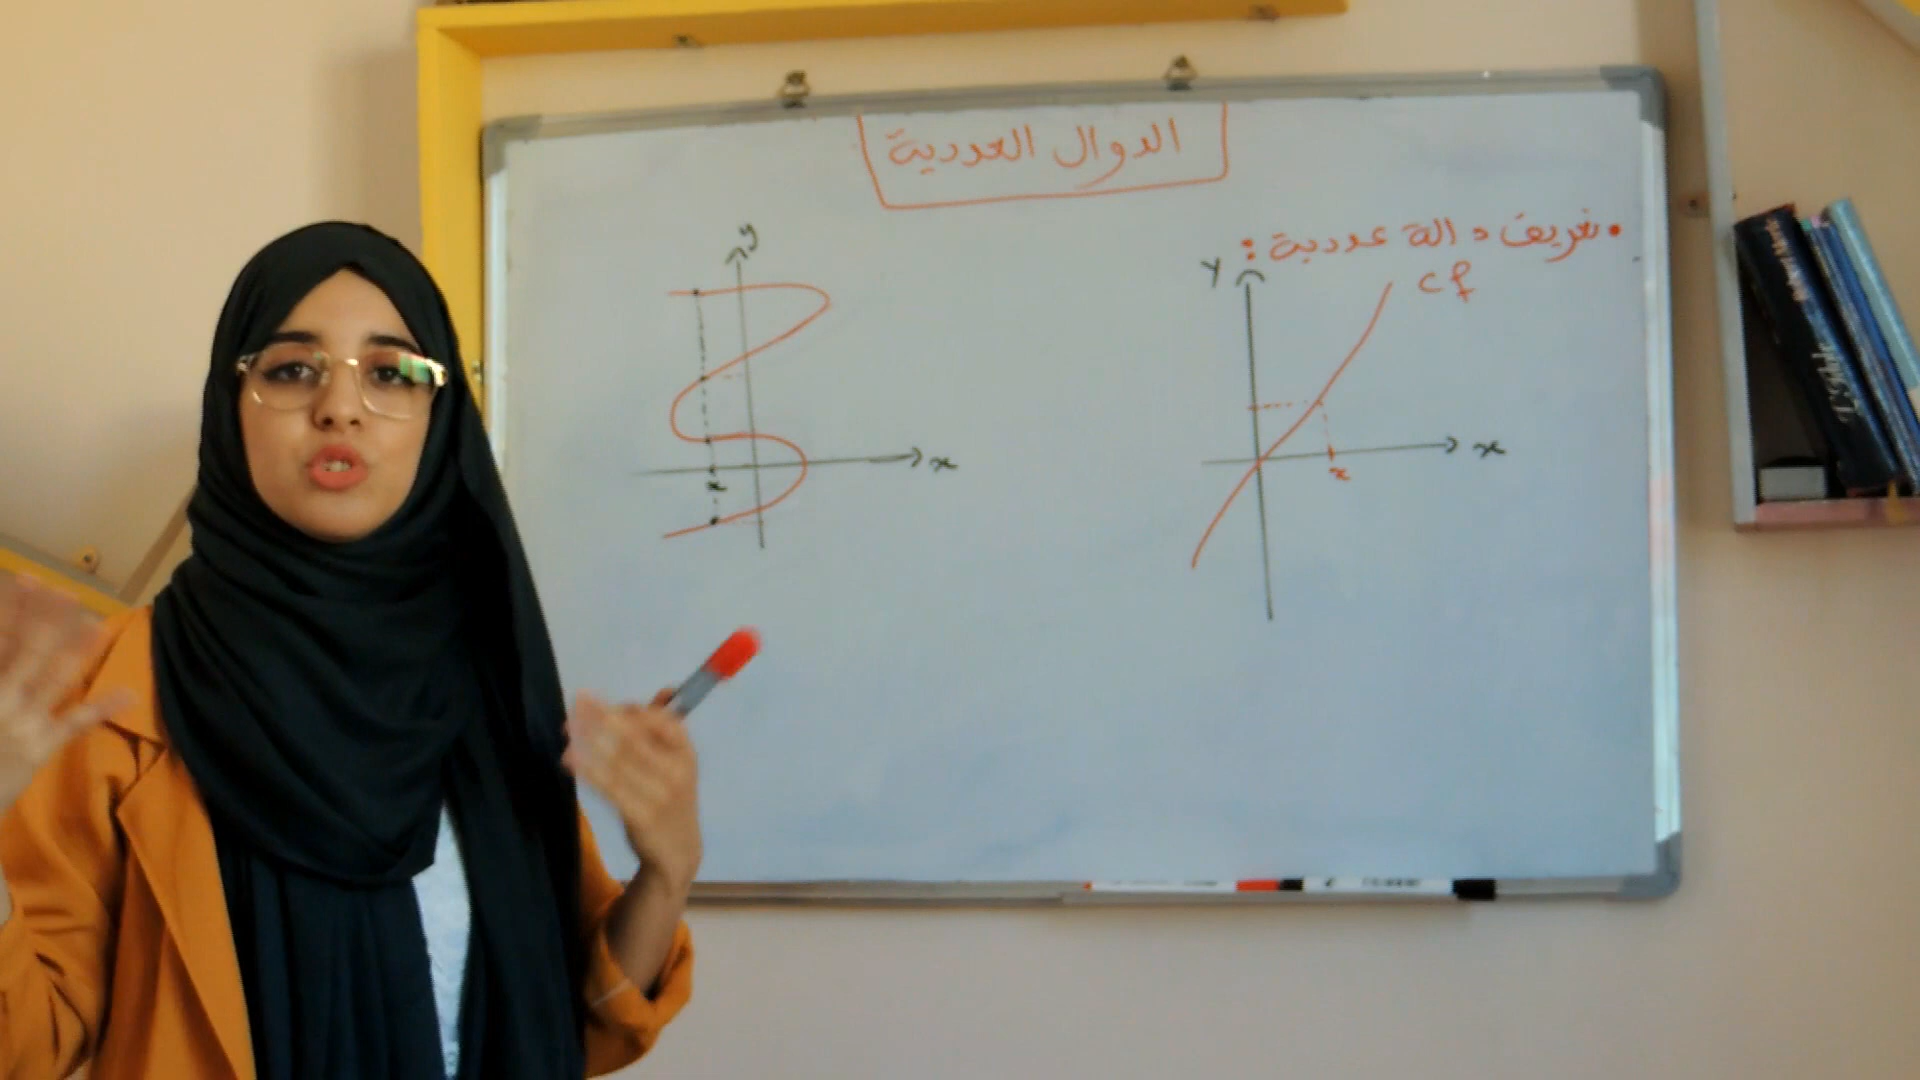 الدوال العددية
• تعريف دالة عددية :
y
x
x
y
cf
x
x